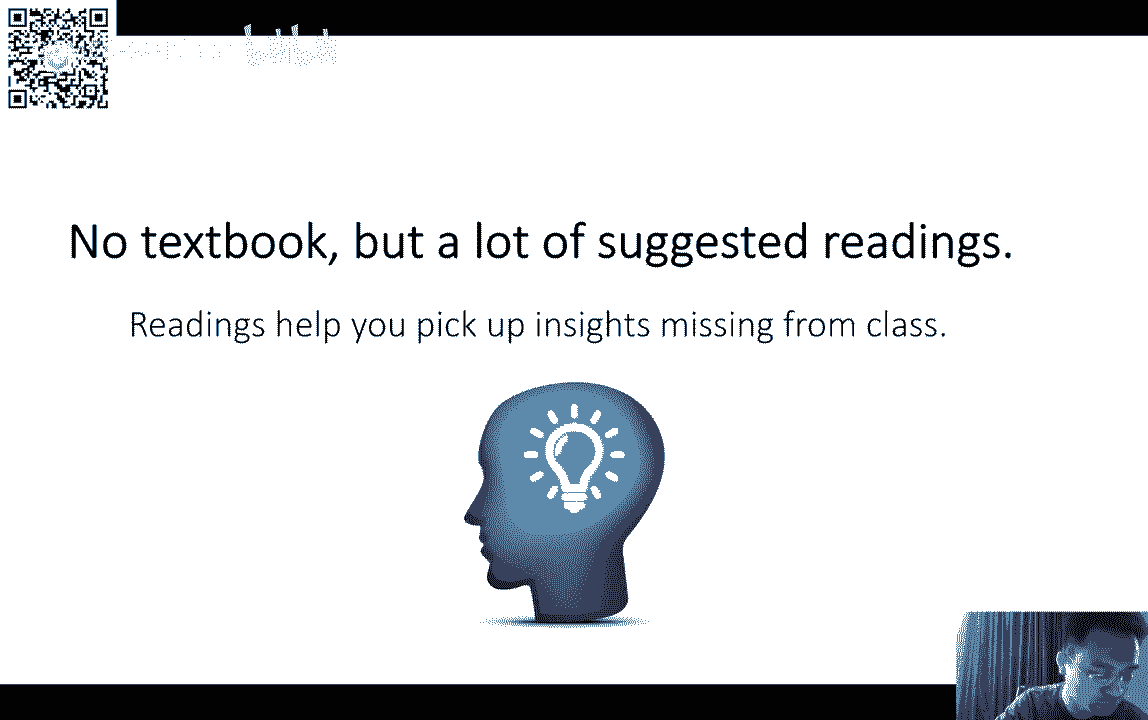 No textbook, but a lot of suggested readings.
Readings help you pick up insights missing from class.